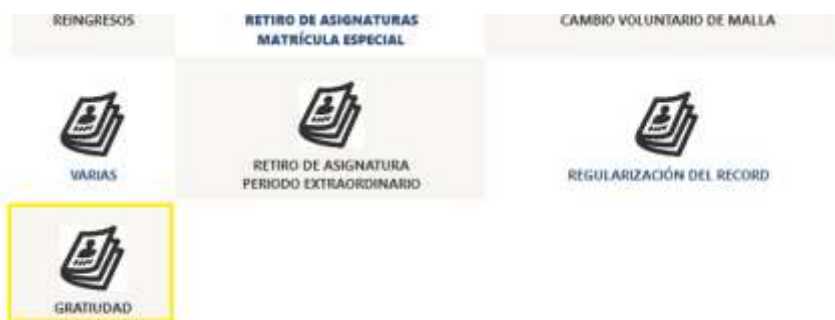 REINGRESOS
RETIRO DE ASIGNATURAS
MATRÍCULA ESPECIAL
CAMBIO VOLUNTARIO DE MALLA
VARIAS
RETIRO DE ASIGNATURA
PERIODO EXTRAORDINARIO
REGULARIZACIÓN DEL RECORD
GRATIUDAD